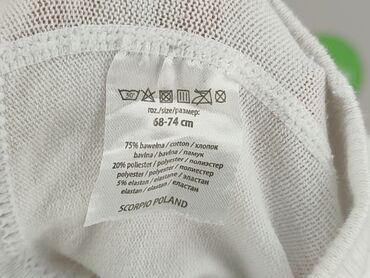 30°
roz./size/размер:
68-74 cm
75% bawełna / cotton / хлопок
bavlna / bavlna / памук
20% poliester / polyester / полиестер
polyester / polyester / полиэстер
5% elastan / elastane / эластан
elastan / elastan / еластан
SCORPIO POLAND